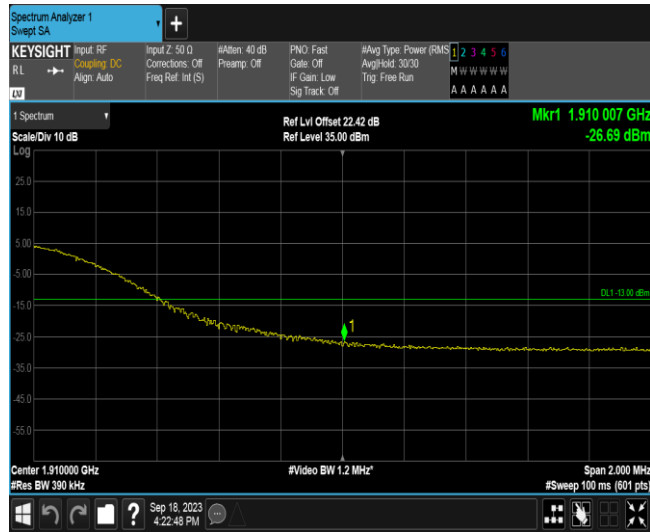 Spectrum Analyzer 1
Swept SA
KEYSIGHT
R L
LXI
Input: RF
Coupling: DC
Align: Auto
Input Z: 50 Ω
Corrections: Off
Freq Ref: Int (S)
#Atten: 40 dB
Preamp: Off
PNO: Fast
Gate: Off
IF Gain: Low
Sig Track: Off
#Avg Type: Power (RMS
Avg|Hold: 30/30
Trig: Free Run
1 2 3 4 5 6
M W W W W W
A A A A A A
1 Spectrum
Scale/Div 10 dB
Ref Lvl Offset 22.42 dB
Ref Level 35.00 dBm
Mkr1 1.910 007 GHz
-26.69 dBm
Log
25.0
15.0
5.00
-5.00
DL1 -13.00 dBm
-15.0
1
-25.0
-35.0
-45.0
-55.0
Center 1.910000 GHz
#Video BW 1.2 MHz*
Span 2.000 MHz
#Res BW 390 kHz
#Sweep 100 ms (601 pts)
?
Sep 18, 2023
4:22:48 PM